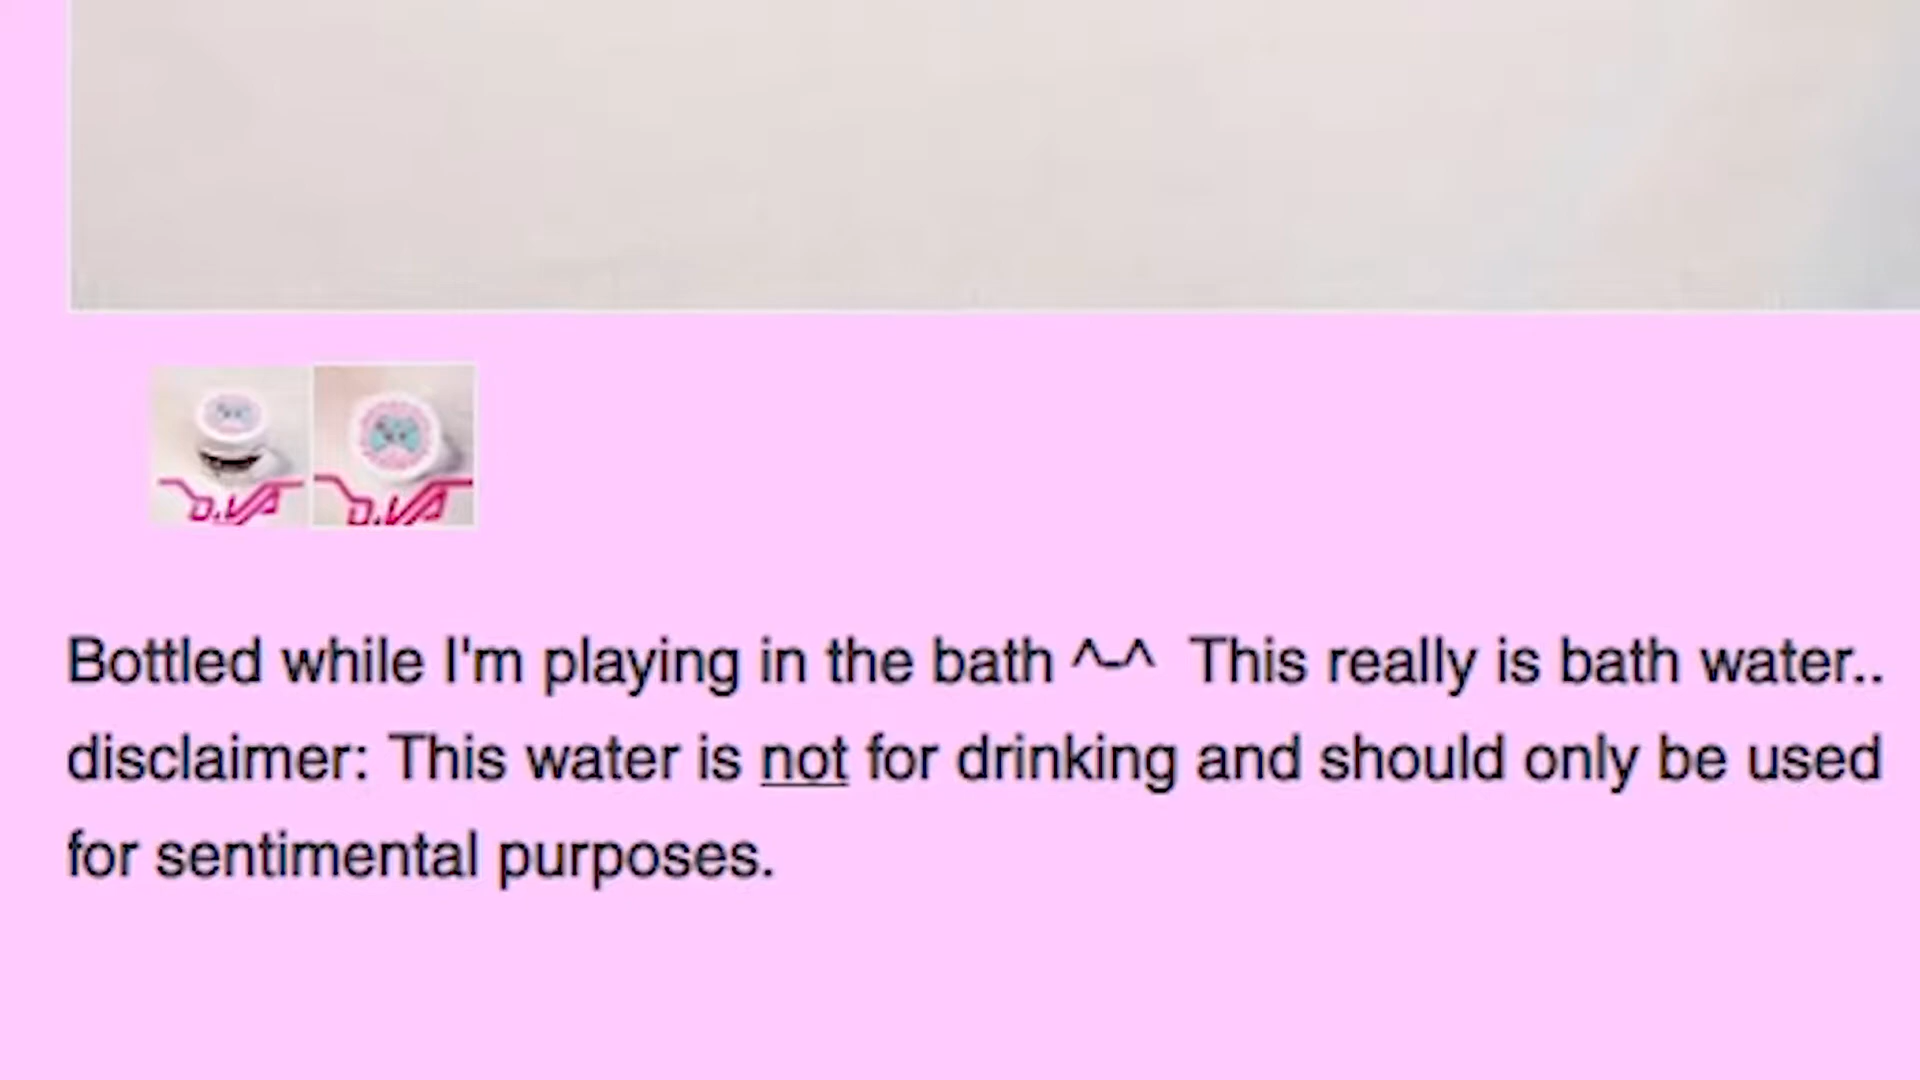 D.VA D.VA
Bottled while I'm playing in the bath ^-^  This really is bath water..
disclaimer: This water is not for drinking and should only be used
for sentimental purposes.